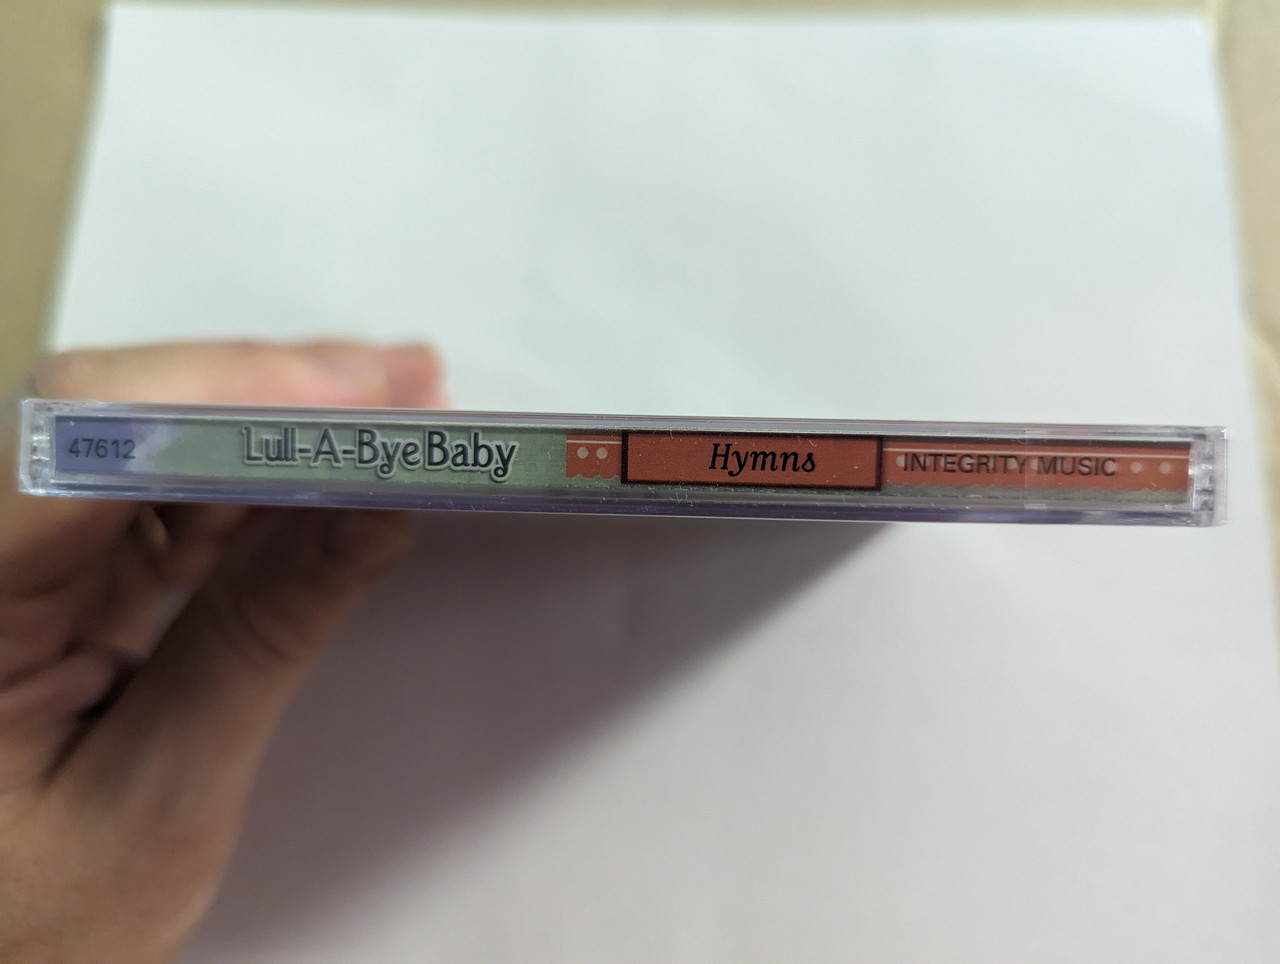 47612 Lull-A-Bye Baby Hymns INTEGRITY MUSIC